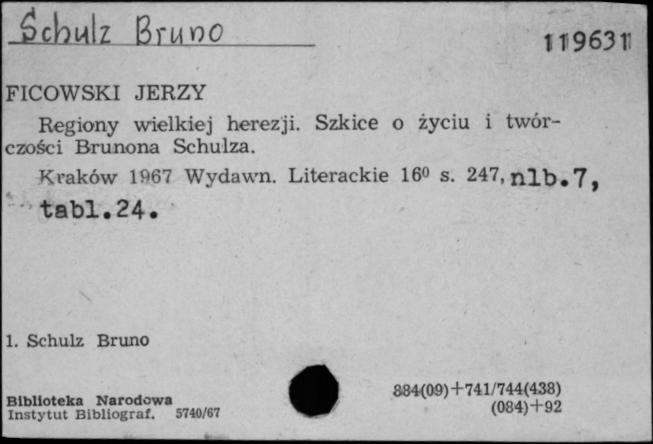 Schulz Bruno
119631
FICOWSKI JERZY
Regiony wielkiej herezji. Szkice o życiu i twór-
czości Brunona Schulza.
Kraków 1967 Wydawn. Literackie 16⁰ s. 247, nlb.7,
tabl.24.
1. Schulz Bruno
Biblioteka Narodowa
Instytut Bibliograf. 5740/67
884(09)+741/744(438)
(084)+92